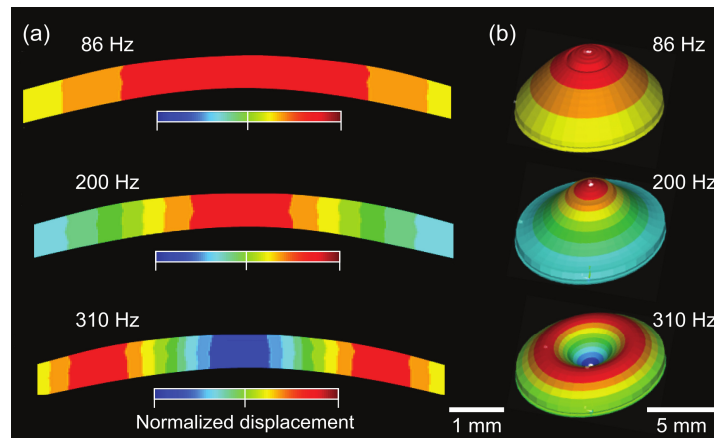 (a)
86 Hz
200 Hz
310 Hz
Normalized displacement
1 mm
(b)
86 Hz
200 Hz
310 Hz
5 mm